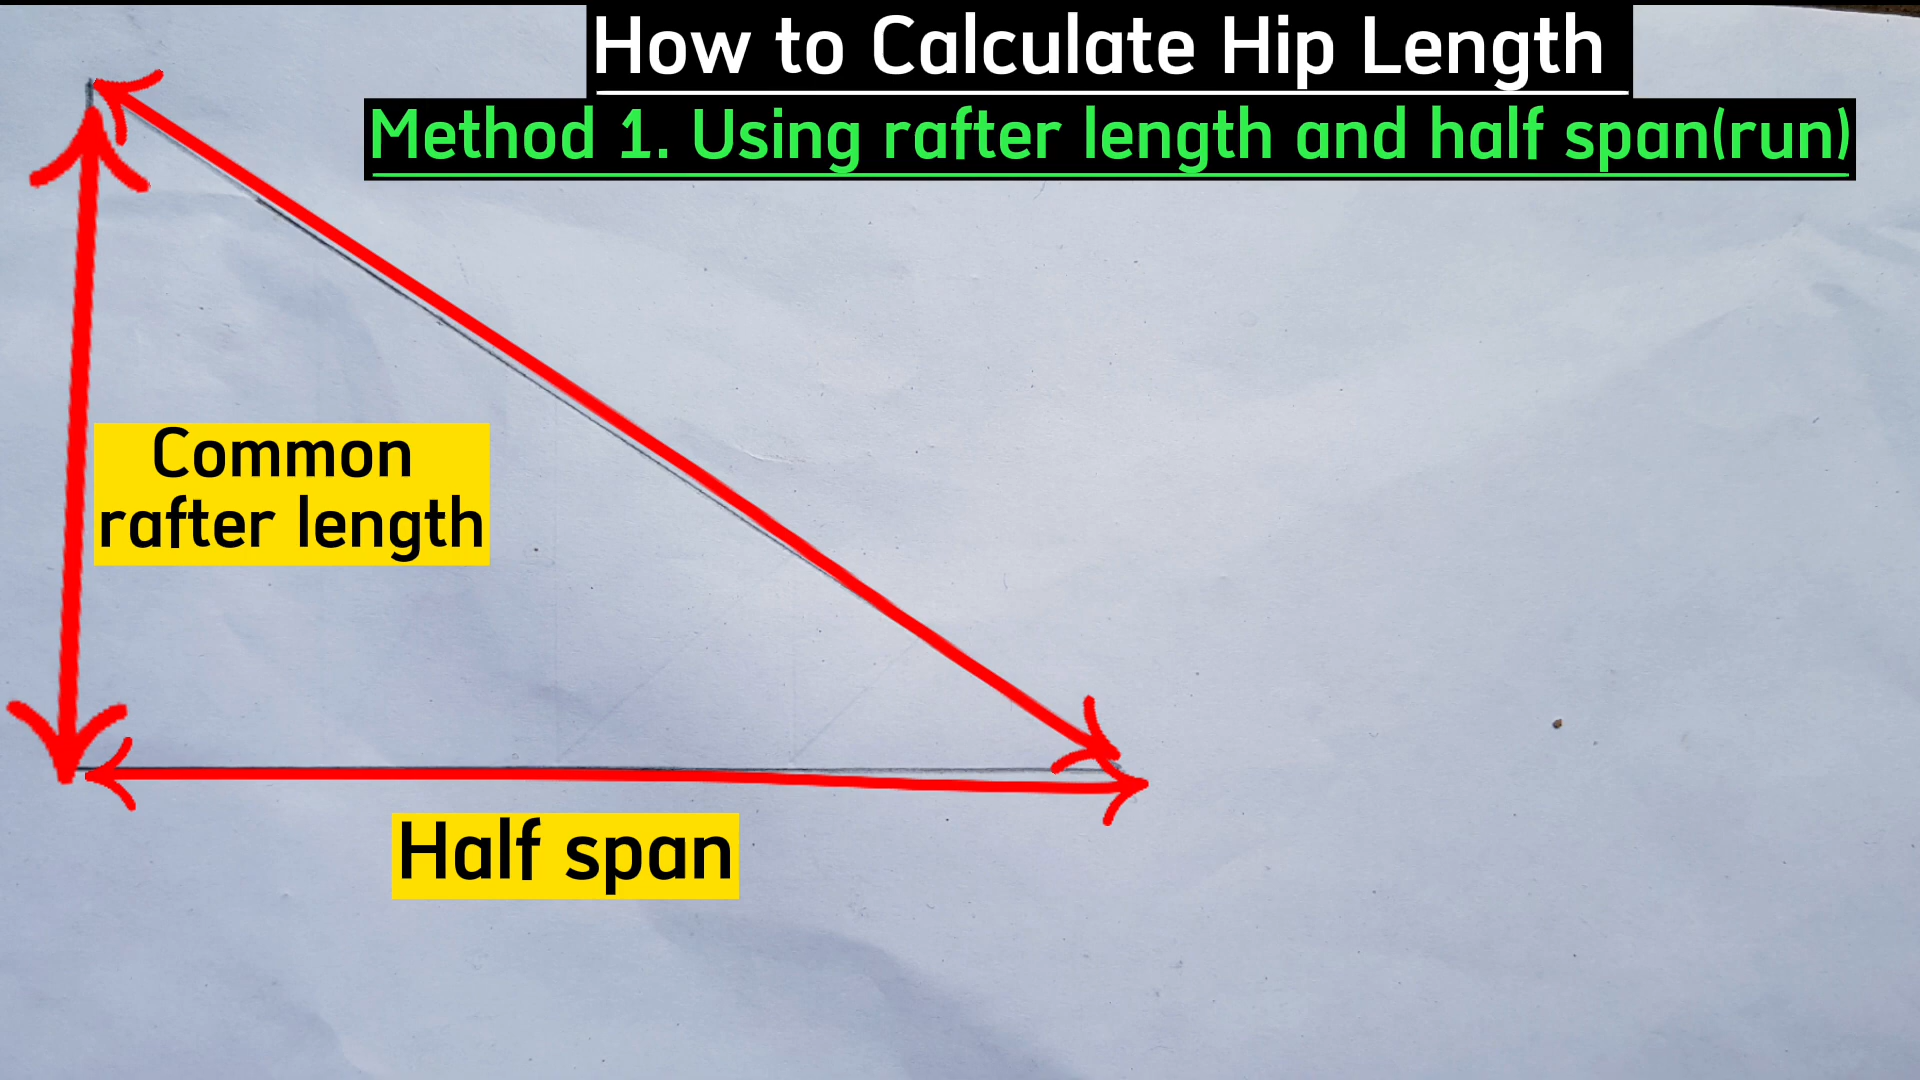 How to Calculate Hip Length
Method 1. Using rafter length and half span(run)
Common
rafter length
Half span